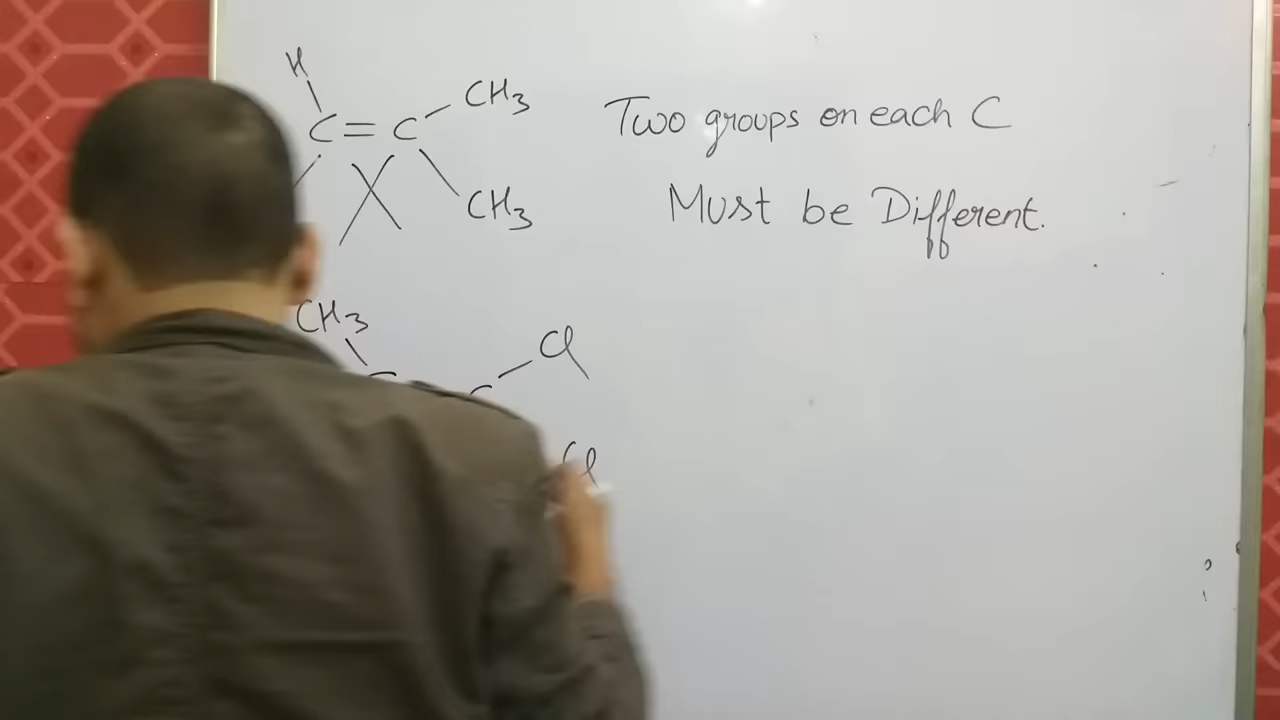 H
C = C CH3
CH3
Two groups on each C
Must be Different.
CH3
Cl
C C
Cl